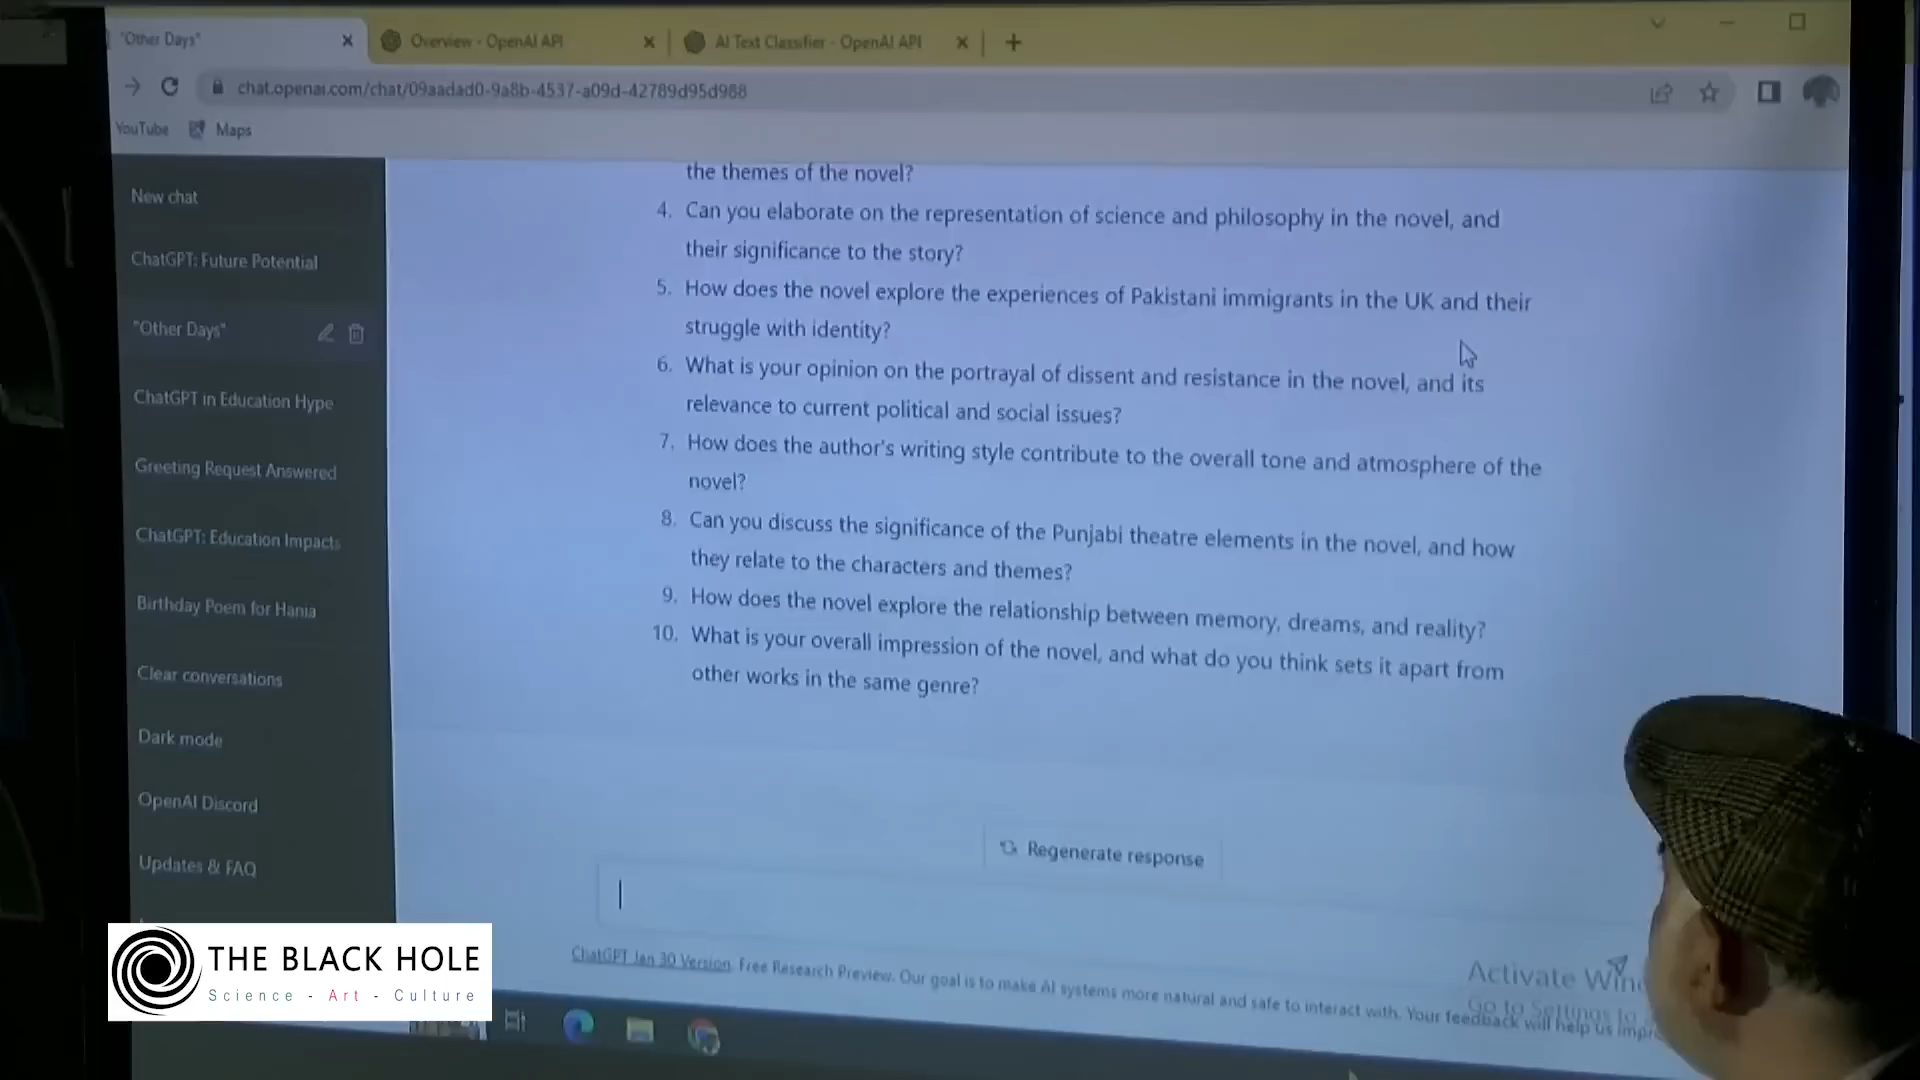 "Other Days"
Overview - OpenAI API
AI Text Classifier - OpenAI API
chat.openai.com/chat/09aadad0-9a8b-4537-a09d-42789d95d988
YouTube
Maps
New chat
ChatGPT: Future Potential
"Other Days"
ChatGPT in Education Hype
Greeting Request Answered
ChatGPT: Education Impacts
Birthday Poem for Hania
Clear conversations
Dark mode
OpenAI Discord
Updates & FAQ
the themes of the novel?
4. Can you elaborate on the representation of science and philosophy in the novel, and
their significance to the story?
5. How does the novel explore the experiences of Pakistani immigrants in the UK and their
struggle with identity?
6. What is your opinion on the portrayal of dissent and resistance in the novel, and its
relevance to current political and social issues?
7. How does the author's writing style contribute to the overall tone and atmosphere of the
novel?
8. Can you discuss the significance of the Punjabi theatre elements in the novel, and how
they relate to the characters and themes?
9. How does the novel explore the relationship between memory, dreams, and reality?
10. What is your overall impression of the novel, and what do you think sets it apart from
other works in the same genre?
Regenerate response
ChatGPT Jan 30 Version. Free Research Preview. Our goal is to make AI systems more natural and safe to interact with. Your feedback will help us
Activate
Go to Settings to
THE BLACK HOLE
Science - Art - Culture